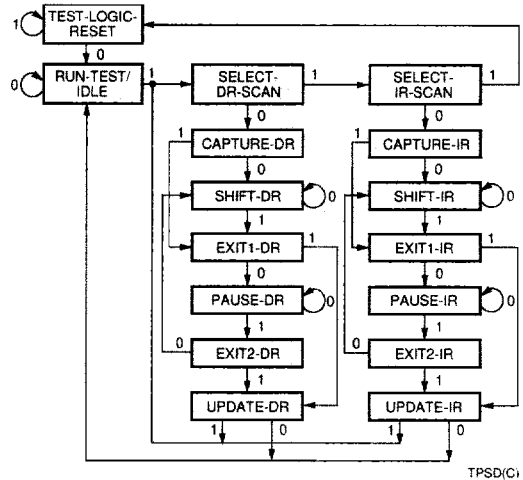 TEST-LOGIC-
RESET
1
0
RUN-TEST/
IDLE
0
1
SELECT-
DR-SCAN
1
SELECT-
IR-SCAN
1
0
0
1
CAPTURE-DR
1
CAPTURE-IR
0
0
SHIFT-DR
0
SHIFT-IR
0
1
1
EXIT1-DR
1
EXIT1-IR
1
0
0
PAUSE-DR
0
PAUSE-IR
0
1
1
0
EXIT2-DR
0
EXIT2-IR
1
1
UPDATE-DR
UPDATE-IR
1
0
1
0
TPSD(C)